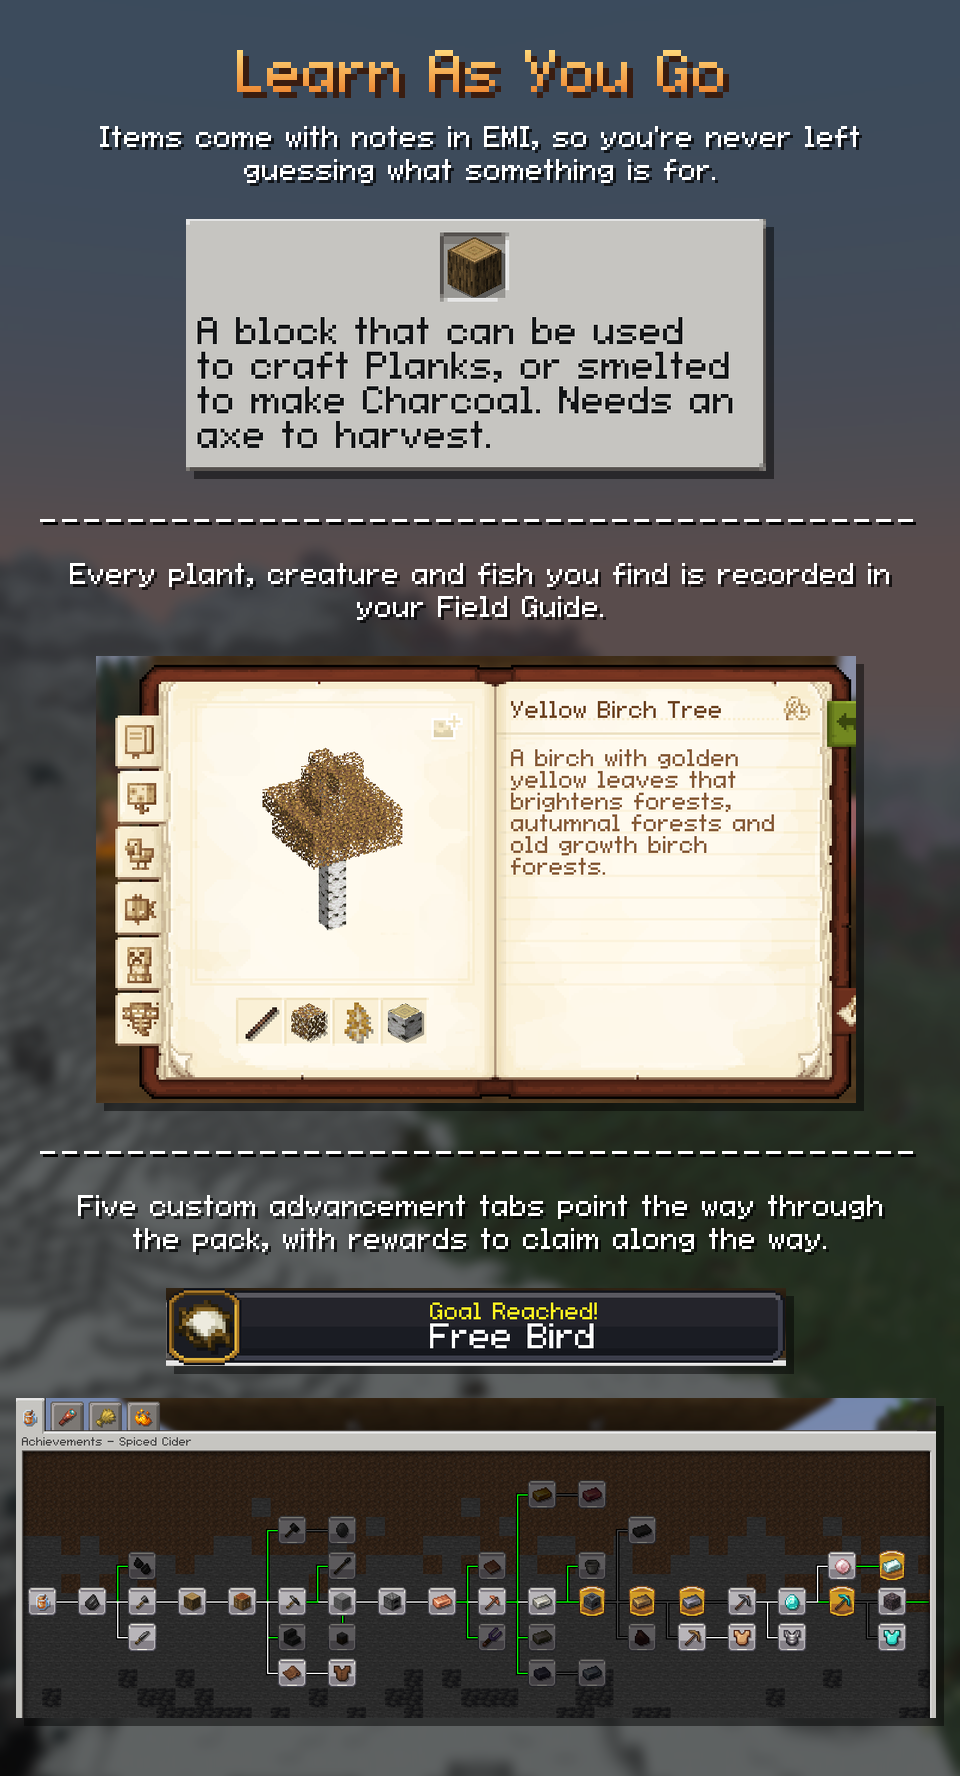 Learn As You Go
Items come with notes in EMI, so you're never left
guessing what something is for.
A block that can be used
to craft Planks, or smelted
to make Charcoal. Needs an
axe to harvest.
Every plant, creature and fish you find is recorded in
your Field Guide.
Yellow Birch Tree
A birch with golden
yellow leaves that
brightens forests,
autumnal forests and
old growth birch
forests.
Five custom advancement tabs point the way through
the pack, with rewards to claim along the way.
Goal Reached!
Free Bird
Achievements - Spiced Cider